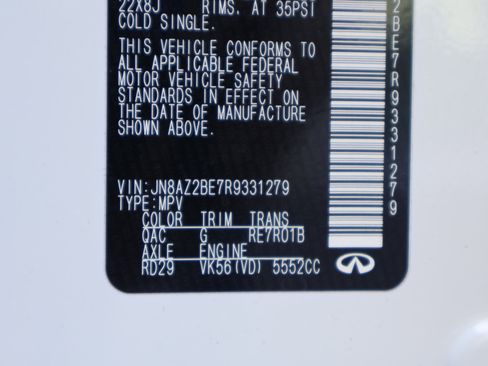 22X8J RIMS. AT 35PSI
COLD SINGLE.
THIS VEHICLE CONFORMS TO
ALL APPLICABLE FEDERAL
MOTOR VEHICLE SAFETY
STANDARDS IN EFFECT ON
THE DATE OF MANUFACTURE
SHOWN ABOVE.
VIN:JN8AZ2BE7R9331279
TYPE:MPV
COLOR TRIM TRANS
QAC G RE7R01B
AXLE ENGINE
RD29 VK56(VD) 5552CC
2BE7R9331279